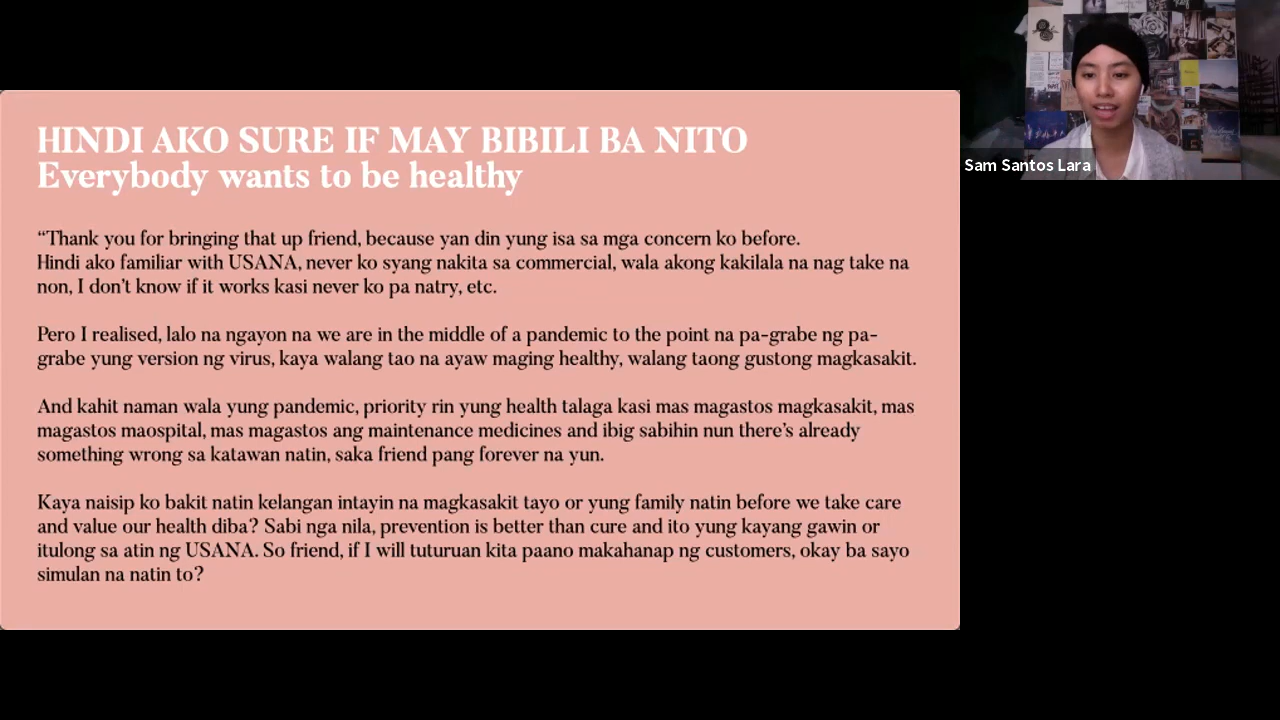 HINDI AKO SURE IF MAY BIBILI BA NITO
Everybody wants to be healthy
“Thank you for bringing that up friend, because yan din yung isa sa mga concern ko before.
Hindi ako familiar with USANA, never ko syang nakita sa commercial, wala akong kakilala na nag take na
non, I don’t know if it works kasi never ko pa natry, etc.
Pero I realised, lalo na ngayon na we are in the middle of a pandemic to the point na pa-grabe ng pa-
grabe yung version ng virus, kaya walang tao na ayaw maging healthy, walang taong gustong magkasakit.
And kahit naman wala yung pandemic, priority rin yung health talaga kasi mas magastos magkasakit, mas
magastos maospital, mas magastos ang maintenance medicines and ibig sabihin nun there’s already
something wrong sa katawan natin, saka friend pang forever na yun.
Kaya naisip ko bakit natin kelangan intayin na magkasakit tayo or yung family natin before we take care
and value our health diba? Sabi nga nila, prevention is better than cure and ito yung kayang gawin or
itulong sa atin ng USANA. So friend, if I will tuturuan kita paano makahanap ng customers, okay ba sayo
simulan na natin to?
Sam Santos Lara